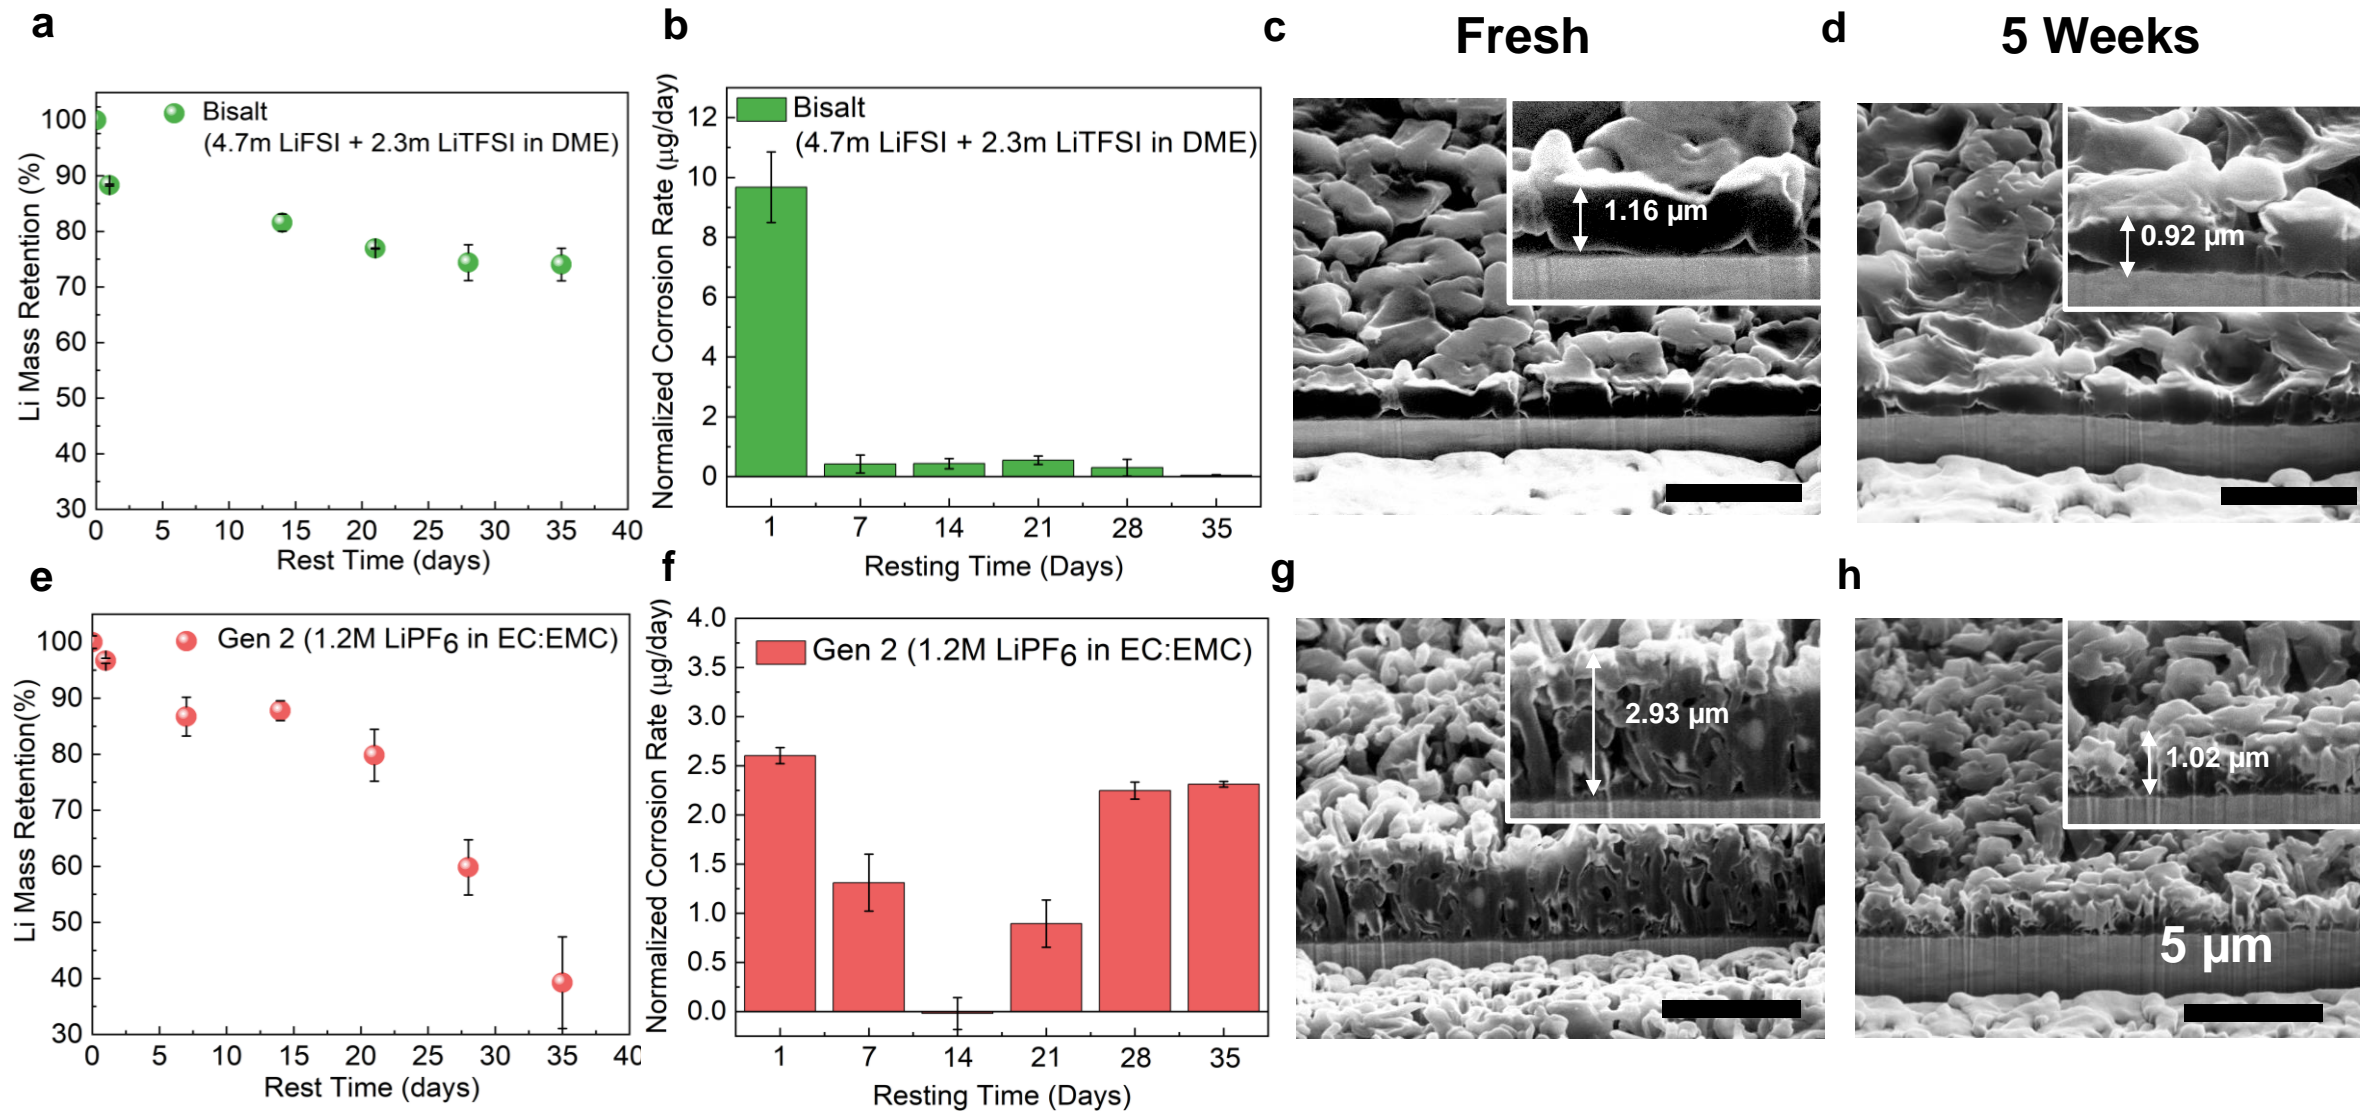 a
100
90
80
70
60
50
40
30
Li Mass Retention (%)
Bisalt
(4.7m LiFSI + 2.3m LiTFSI in DME)
0 5 10 15 20 25 30 35 40
Rest Time (days)
b
12
10
8
6
4
2
0
Normalized Corrosion Rate (µg/day)
Bisalt
(4.7m LiFSI + 2.3m LiTFSI in DME)
1 7 14 21 28 35
Resting Time (Days)
c
Fresh
1.16 µm
d
5 Weeks
0.92 µm
e
100
90
80
70
60
50
40
30
Li Mass Retention(%)
Gen 2 (1.2M LiPF6 in EC:EMC)
0 5 10 15 20 25 30 35 40
Rest Time (days)
f
4.0
3.5
3.0
2.5
2.0
1.5
1.0
0.5
0.0
Normalized Corrosion Rate (µg/day)
Gen 2 (1.2M LiPF6 in EC:EMC)
1 7 14 21 28 35
Resting Time (Days)
g
2.93 µm
h
1.02 µm
5 µm